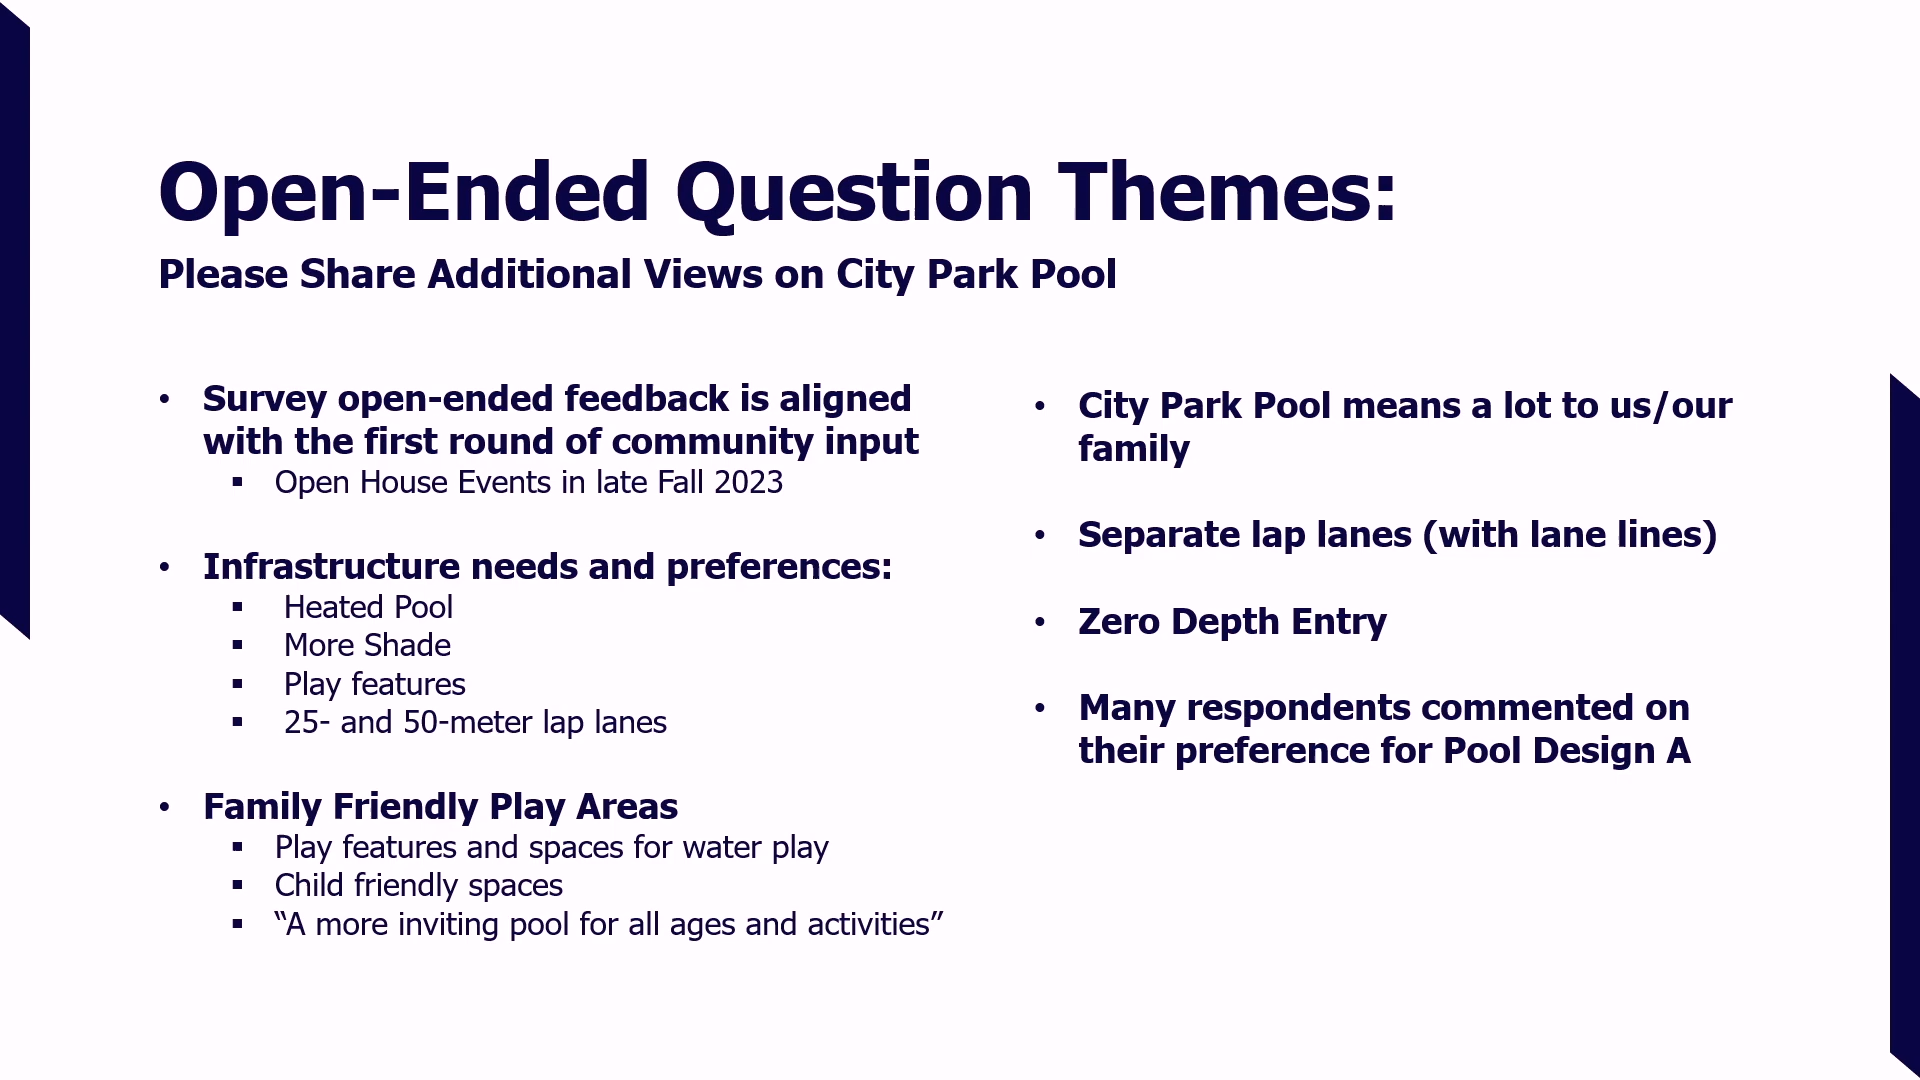 Open-Ended Question Themes:
Please Share Additional Views on City Park Pool
• Survey open-ended feedback is aligned
with the first round of community input
▪ Open House Events in late Fall 2023
• Infrastructure needs and preferences:
▪ Heated Pool
▪ More Shade
▪ Play features
▪ 25- and 50-meter lap lanes
• Family Friendly Play Areas
▪ Play features and spaces for water play
▪ Child friendly spaces
▪ “A more inviting pool for all ages and activities”
• City Park Pool means a lot to us/our
family
• Separate lap lanes (with lane lines)
• Zero Depth Entry
• Many respondents commented on
their preference for Pool Design A